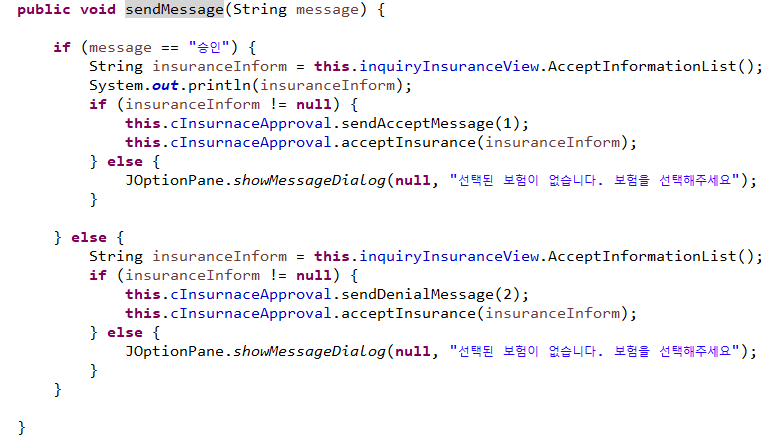 public void sendMessage(String message) {
if (message == "승인") {
String insuranceInform = this.inquiryInsuranceView.AcceptInformationList();
System.out.println(insuranceInform);
if (insuranceInform != null) {
this.cInsurnaceApproval.sendAcceptMessage(1);
this.cInsurnaceApproval.acceptInsurance(insuranceInform);
} else {
JOptionPane.showMessageDialog(null, "선택된 보험이 없습니다. 보험을 선택해주세요");
}
} else {
String insuranceInform = this.inquiryInsuranceView.AcceptInformationList();
if (insuranceInform != null) {
this.cInsurnaceApproval.sendDenialMessage(2);
this.cInsurnaceApproval.acceptInsurance(insuranceInform);
} else {
JOptionPane.showMessageDialog(null, "선택된 보험이 없습니다. 보험을 선택해주세요");
}
}
}